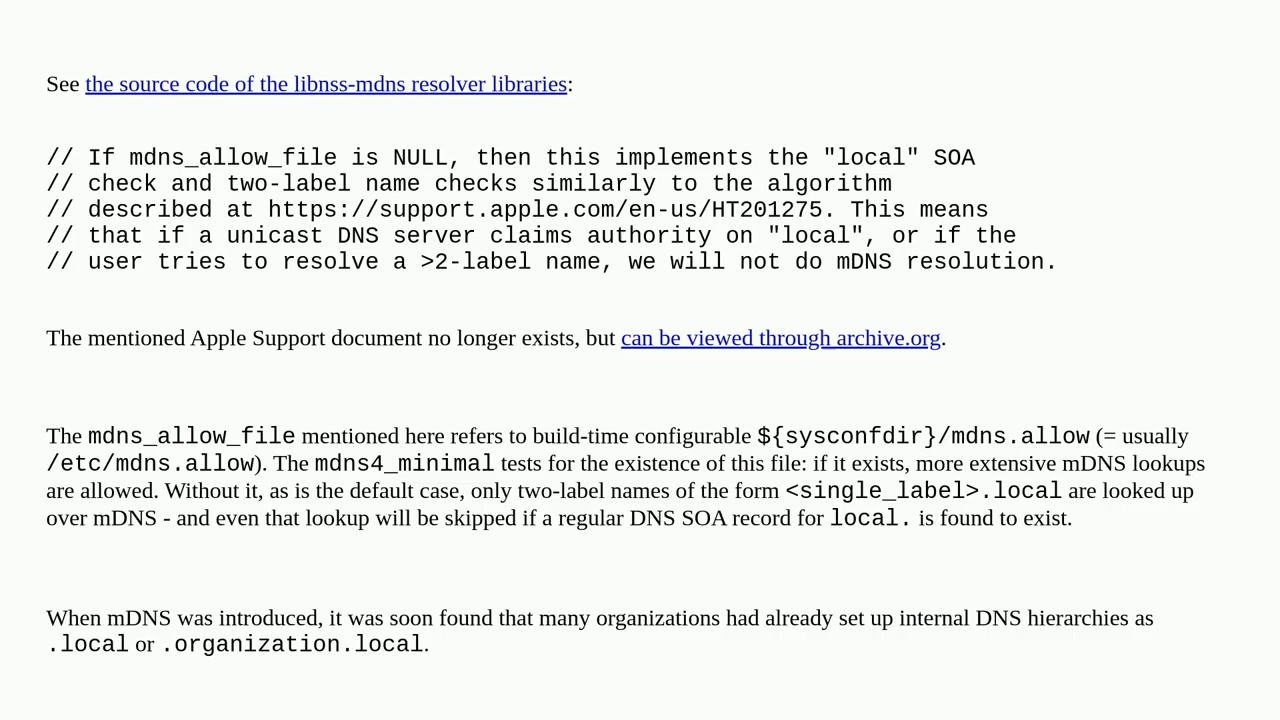 See the source code of the libnss-mdns resolver libraries:
// If mdns_allow_file is NULL, then this implements the "local" SOA
// check and two-label name checks similarly to the algorithm
// described at https://support.apple.com/en-us/HT201275. This means
// that if a unicast DNS server claims authority on "local", or if the
// user tries to resolve a >2-label name, we will not do mDNS resolution.
The mentioned Apple Support document no longer exists, but can be viewed through archive.org.
The mdns_allow_file mentioned here refers to build-time configurable ${sysconfdir}/mdns.allow (= usually
/etc/mdns.allow). The mdns4_minimal tests for the existence of this file: if it exists, more extensive mDNS lookups
are allowed. Without it, as is the default case, only two-label names of the form <single_label>.local are looked up
over mDNS - and even that lookup will be skipped if a regular DNS SOA record for local. is found to exist.
When mDNS was introduced, it was soon found that many organizations had already set up internal DNS hierarchies as
.local or .organization.local.